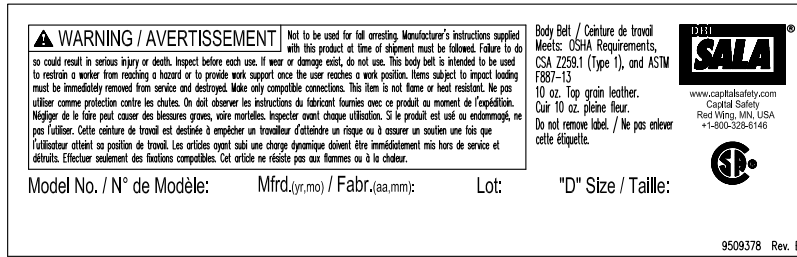 WARNING / AVERTISSEMENT
Not to be used for fall arresting. Manufacturer's instructions supplied
with this product at time of shipment must be followed. Failure to do
so could result in serious injury or death. Inspect before each use. If wear or damage exist, do not use. This body belt is intended to be used
to restrain a worker from reaching a hazard or to provide work support once the user reaches a work position. Items subject to impact loading
must be immediately removed from service and destroyed. Make only compatible connections. This item is not flame or heat resistant. Ne pas
utiliser comme protection contre les chutes. On doit observer les instructions du fabricant fournies avec ce produit au moment de l'expédition.
Négliger de le faire peut causer des blessures graves, voire mortelles. Inspecter avant chaque utilisation. Si le produit est usé ou endommagé, ne
pas l'utiliser. Cette ceinture de travail est destinée à empêcher un travailleur d'atteindre un risque ou à assurer un soutien une fois que
l'utilisateur atteint sa position de travail. Les articles ayant subi une charge dynamique doivent être immédiatement mis hors de service et
détruits. Effectuer seulement des fixations compatibles. Cet article ne résiste pas aux flammes ou à la chaleur.
Body Belt / Ceinture de travail
Meets: OSHA Requirements,
CSA Z259.1 (Type 1), and ASTM
F887-13
10 oz. Top grain leather.
Cuir 10 oz. pleine fleur.
Do not remove label. / Ne pas enlever
cette étiquette.
DBI
SALA®
www.capitalsafety.com
Capital Safety
Red Wing, MN, USA
+1-800-328-6146
CSA®
Model No. / N° de Modèle: Mfrd.(yr,mo) / Fabr.(aa,mm): Lot: "D" Size / Taille:
9509378 Rev. E